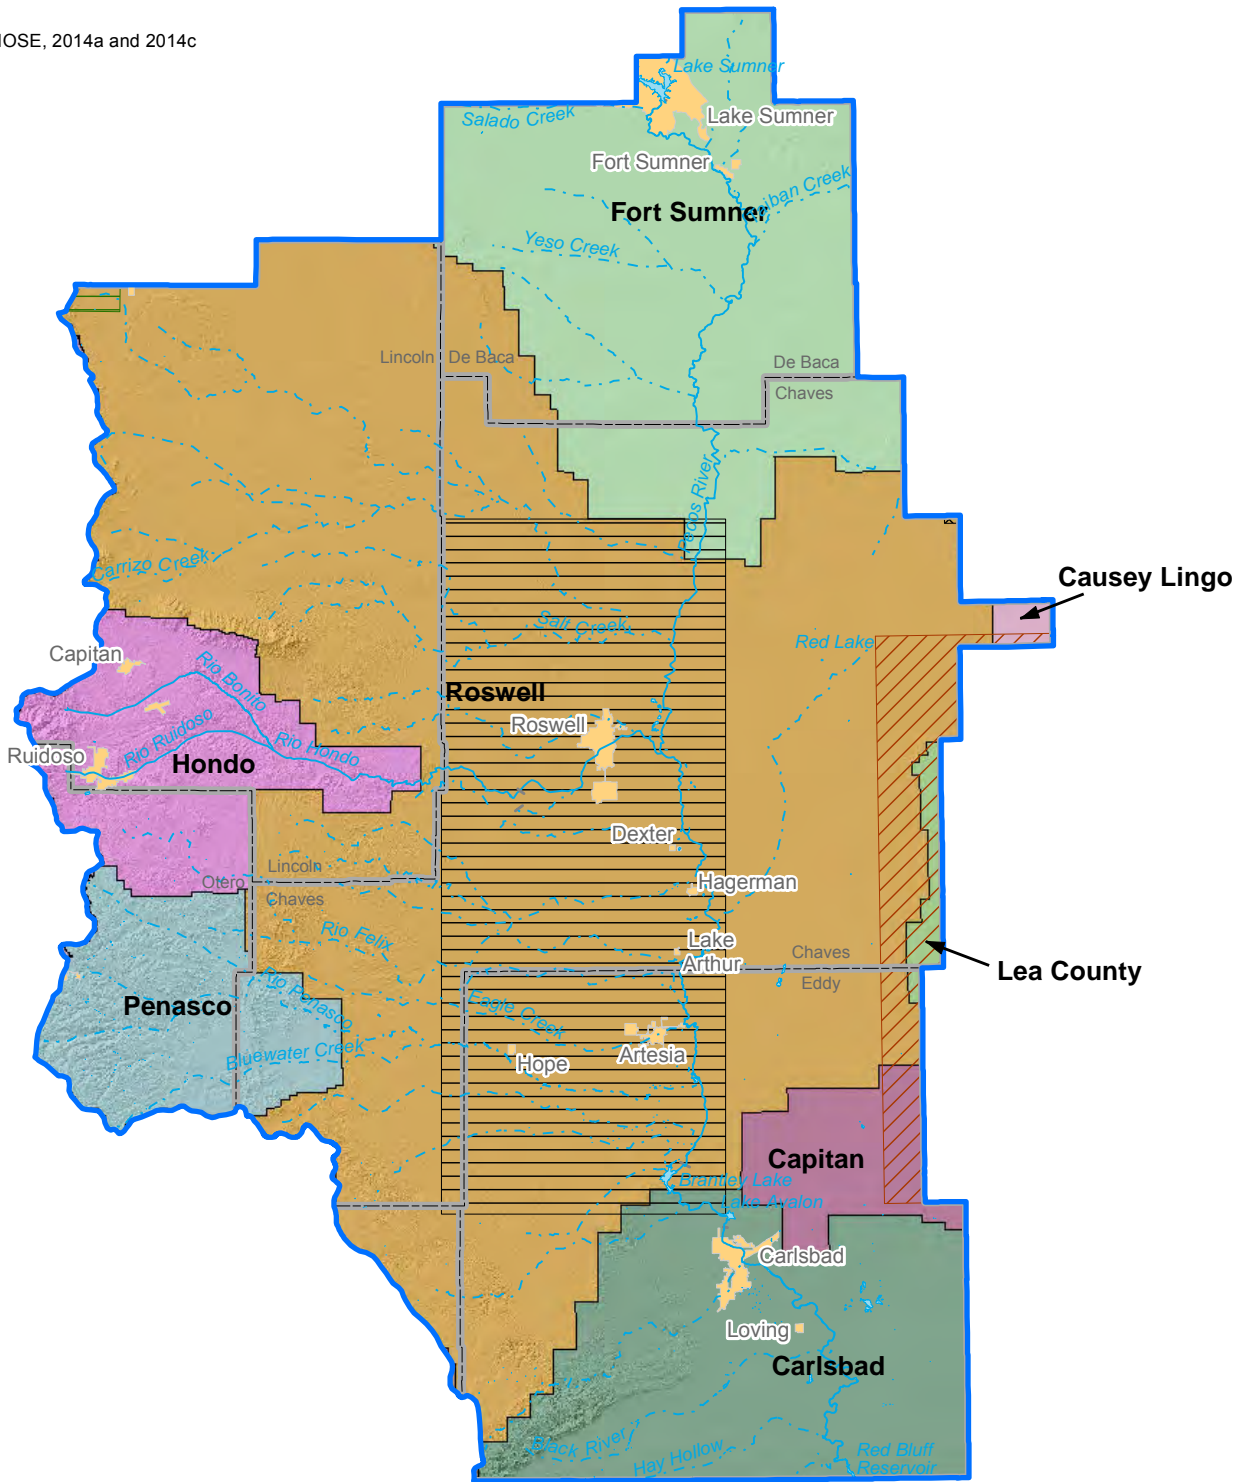 NMOSE, 2014a and 2014c
Lake Sumner
Salado Creek
Lake Sumner
Fort Sumner
Fort Sumner
Yeso Creek
Lincoln
De Baca
De Baca
Chaves
Pecos River
Carrizo Creek
Causey Lingo
Salt Creek
Red Lake
Capitan
Rio Bonito
Roswell
Roswell
Rio Ruidoso
Rio Hondo
Ruidoso
Hondo
Dexter
Lincoln
Otero
Hagerman
Chaves
Rio Felix
Lake
Arthur
Chaves
Eddy
Lea County
Rio Penasco
Penasco
Eagle Creek
Bluewater Creek
Hope
Artesia
Capitan
Brantley Lake
Lake Avalon
Carlsbad
Loving
Carlsbad
Black River
Hay Hollow
Red Bluff
Reservoir